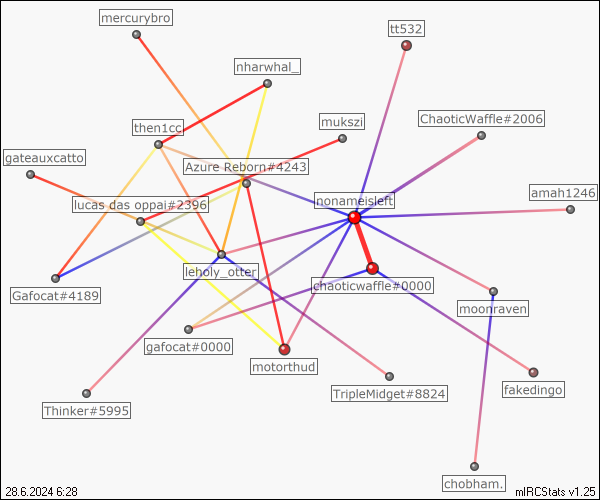 mercurybro
tt532
nharwhal_
mukszi
ChaoticWaffle#2006
then1cc
gateauxcatto
Azure Reborn#4243
amah1246
nonameisleft
lucas das oppai#2396
leholy_otter
chaoticwaffle#0000
Gafocat#4189
moonraven
gafocat#0000
motorthud
TripleMidget#8824
fakedingo
Thinker#5995
chobham.
28.6.2024 6:28
mIRCStats v1.25